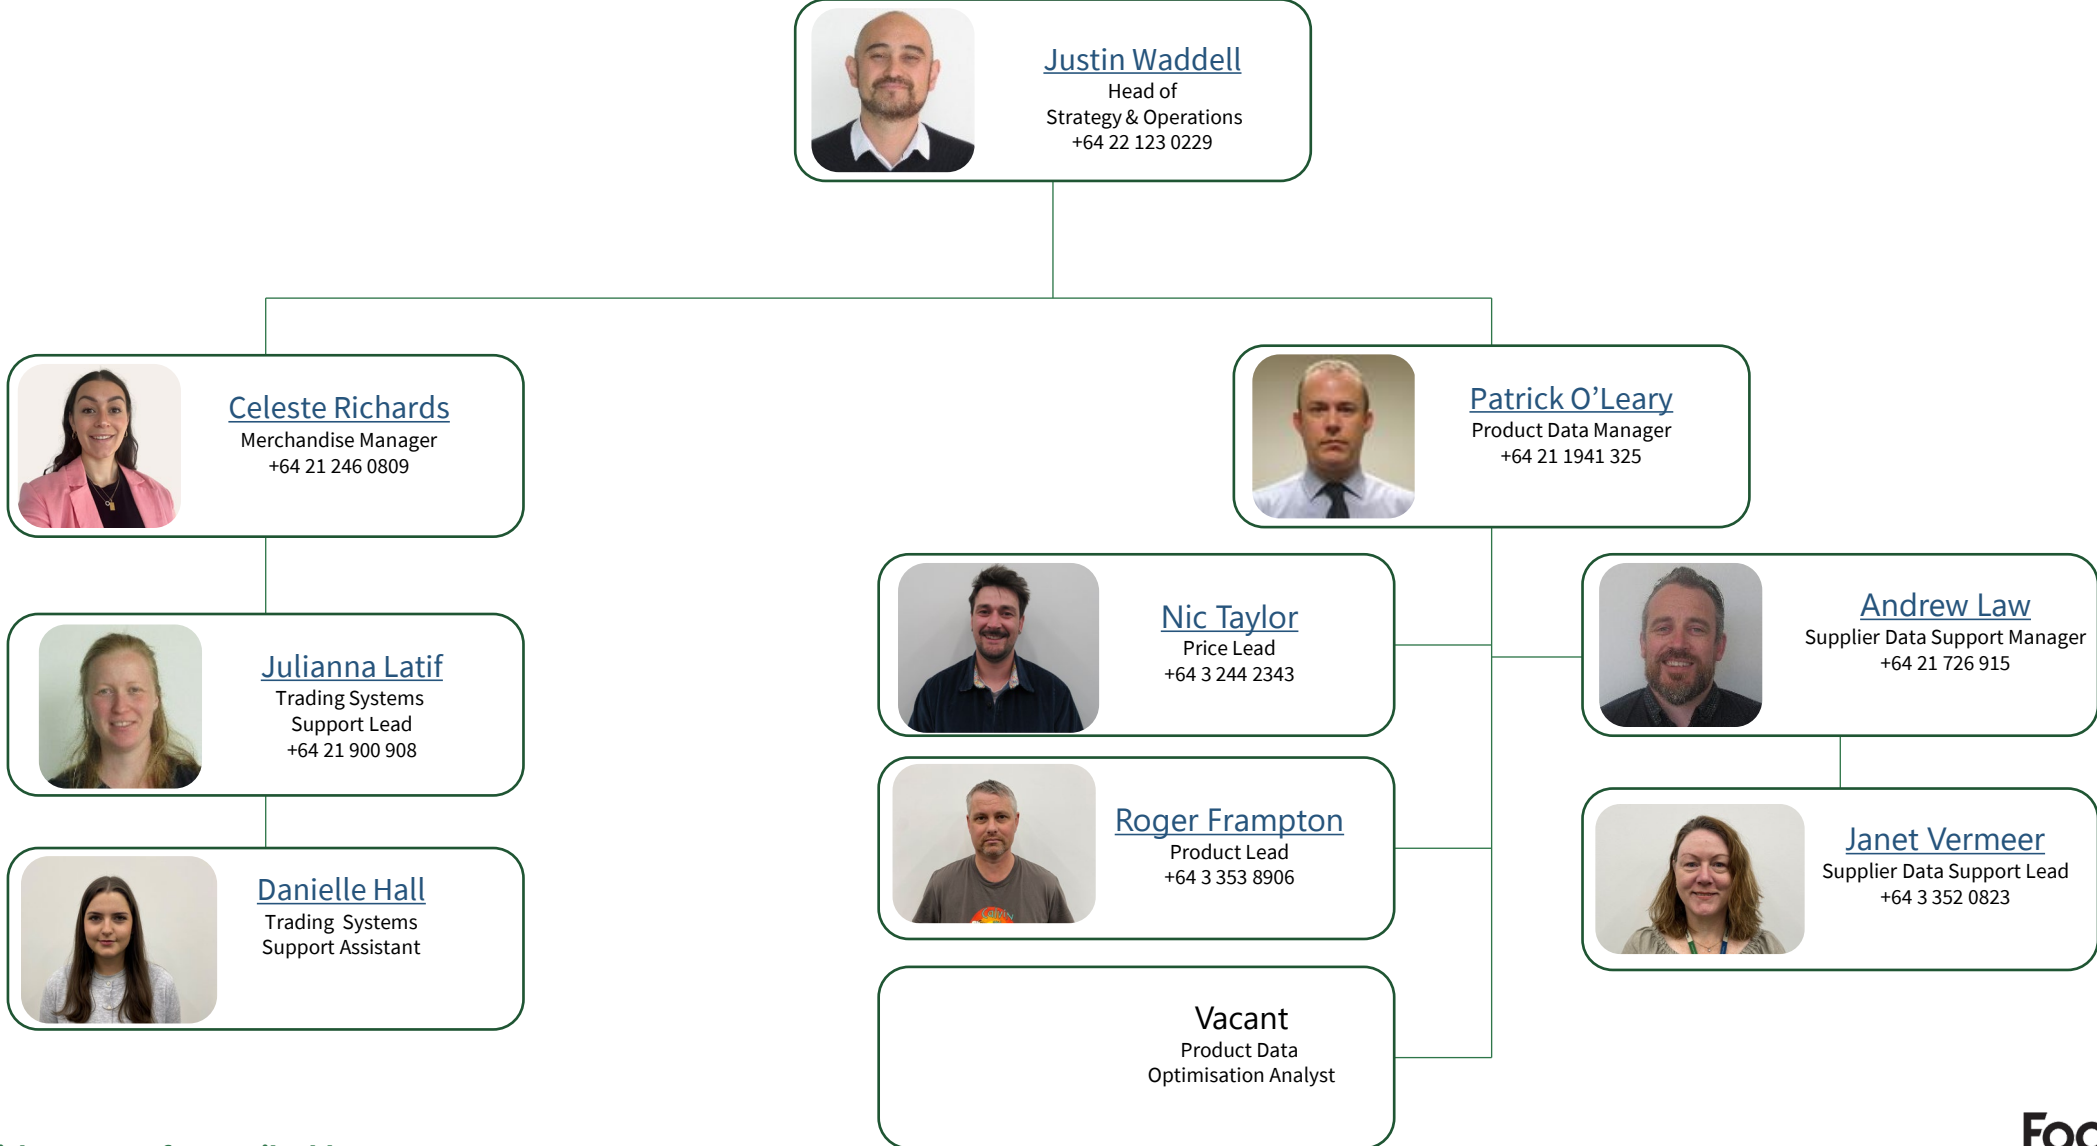 Justin Waddell
Head of
Strategy & Operations
+64 22 123 0229
Celeste Richards
Merchandise Manager
+64 21 246 0809
Patrick O’Leary
Product Data Manager
+64 21 1941 325
Nic Taylor
Price Lead
+64 3 244 2343
Andrew Law
Supplier Data Support Manager
+64 21 726 915
Julianna Latif
Trading Systems
Support Lead
+64 21 900 908
Roger Frampton
Product Lead
+64 3 353 8906
Janet Vermeer
Supplier Data Support Lead
+64 3 352 0823
Danielle Hall
Trading Systems
Support Assistant
Vacant
Product Data
Optimisation Analyst